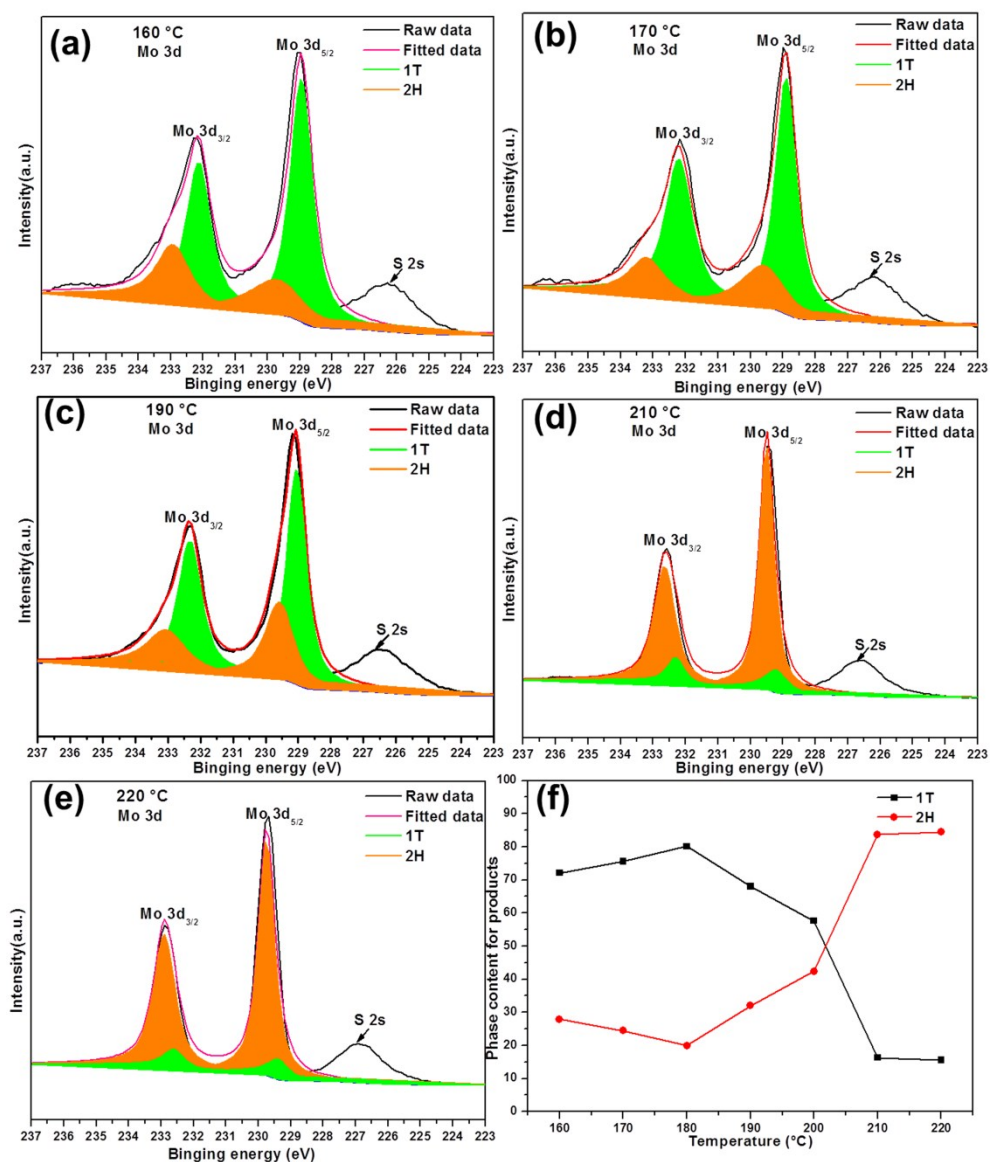 (a)
160 °C
Mo 3d
Mo 3d5/2
Mo 3d3/2
S 2s
Raw data
Fitted data
1T
2H
Intensity(a.u.)
237 236 235 234 233 232 231 230 229 228 227 226 225 224 223
Binging energy (eV)
(b)
170 °C
Mo 3d
Mo 3d5/2
Mo 3d3/2
S 2s
Raw data
Fitted data
1T
2H
Intensity(a.u.)
237 236 235 234 233 232 231 230 229 228 227 226 225 224 223
Binging energy (eV)
(c)
190 °C
Mo 3d
Mo 3d5/2
Mo 3d3/2
S 2s
Raw data
Fitted data
1T
2H
Intensity(a.u.)
237 236 235 234 233 232 231 230 229 228 227 226 225 224 223
Binging energy (eV)
(d)
210 °C
Mo 3d
Mo 3d5/2
Mo 3d3/2
S 2s
Raw data
Fitted data
1T
2H
Intensity(a.u.)
237 236 235 234 233 232 231 230 229 228 227 226 225 224 223
Binging energy (eV)
(e)
220 °C
Mo 3d
Mo 3d5/2
Mo 3d3/2
S 2s
Raw data
Fitted data
1T
2H
Intensity(a.u.)
237 236 235 234 233 232 231 230 229 228 227 226 225 224 223
Binging energy (eV)
(f)
1T
2H
Phase content for products
100
90
80
70
60
50
40
30
20
10
0
160 170 180 190 200 210 220
Temperature (°C)